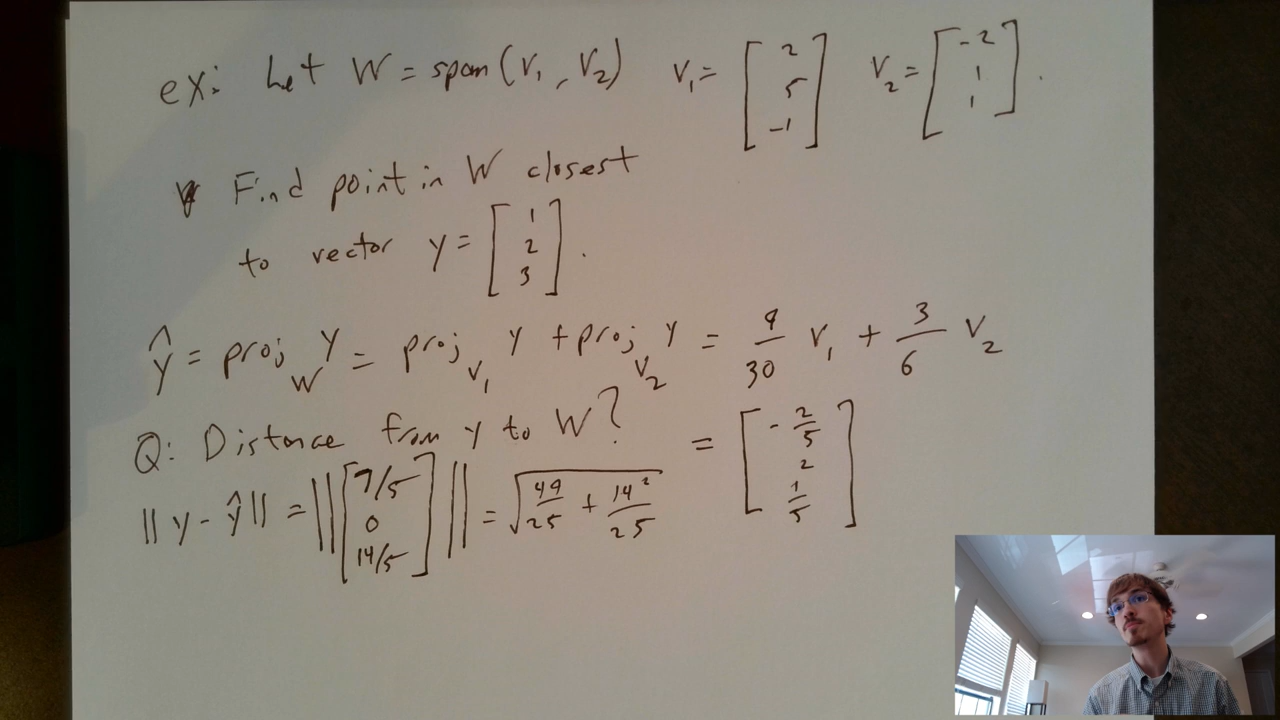 ex: Let W = span(v₁, v₂) v₁ = [2 5 -1] v₂ = [-2 1 1].
Find point in W closest
to vector y = [1 2 3].
ŷ = proj_W y = proj_v₁ y + proj_v₂ y = 9/30 v₁ + 3/6 v₂
= [-2/5 2 1/5]
Q: Distance from y to W?
||y - ŷ|| = ||[7/5 0 14/5]|| = √(49/25 + 14²/25)